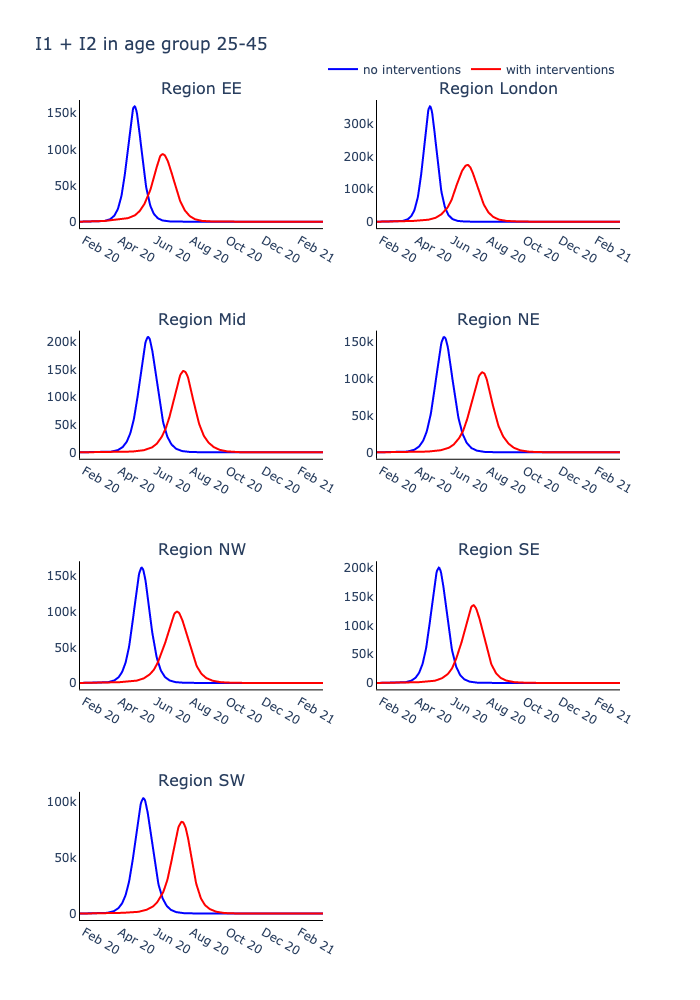 I1 + I2 in age group 25-45
no interventions with interventions
Region EE Region London
150k
100k
50k
0
Feb 20 Apr 20 Jun 20 Aug 20 Oct 20 Dec 20 Feb 21
300k
200k
100k
0
Feb 20 Apr 20 Jun 20 Aug 20 Oct 20 Dec 20 Feb 21
Region Mid Region NE
200k
150k
100k
50k
0
Feb 20 Apr 20 Jun 20 Aug 20 Oct 20 Dec 20 Feb 21
150k
100k
50k
0
Feb 20 Apr 20 Jun 20 Aug 20 Oct 20 Dec 20 Feb 21
Region NW Region SE
150k
100k
50k
0
Feb 20 Apr 20 Jun 20 Aug 20 Oct 20 Dec 20 Feb 21
200k
150k
100k
50k
0
Feb 20 Apr 20 Jun 20 Aug 20 Oct 20 Dec 20 Feb 21
Region SW
100k
50k
0
Feb 20 Apr 20 Jun 20 Aug 20 Oct 20 Dec 20 Feb 21